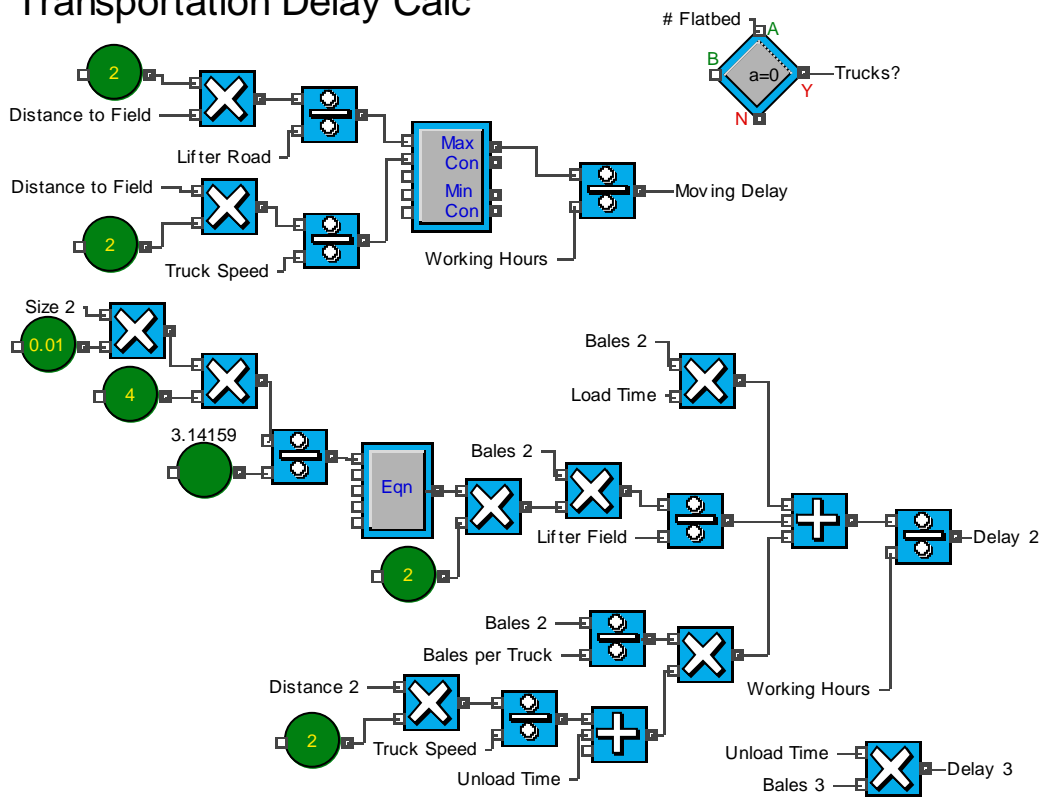 Transportation Delay Calc
# Flatbed
A
B
a=0
Trucks?
Y
N
2
Distance to Field
Lifter Road
Max
Con
Min
Con
Distance to Field
2
Truck Speed
Moving Delay
Working Hours
Size 2
0.01
4
3.14159
Eqn
2
Bales 2
Lifter Field
Bales 2
Load Time
Delay 2
Bales 2
Bales per Truck
Working Hours
Distance 2
2
Truck Speed
Unload Time
Unload Time
Bales 3
Delay 3